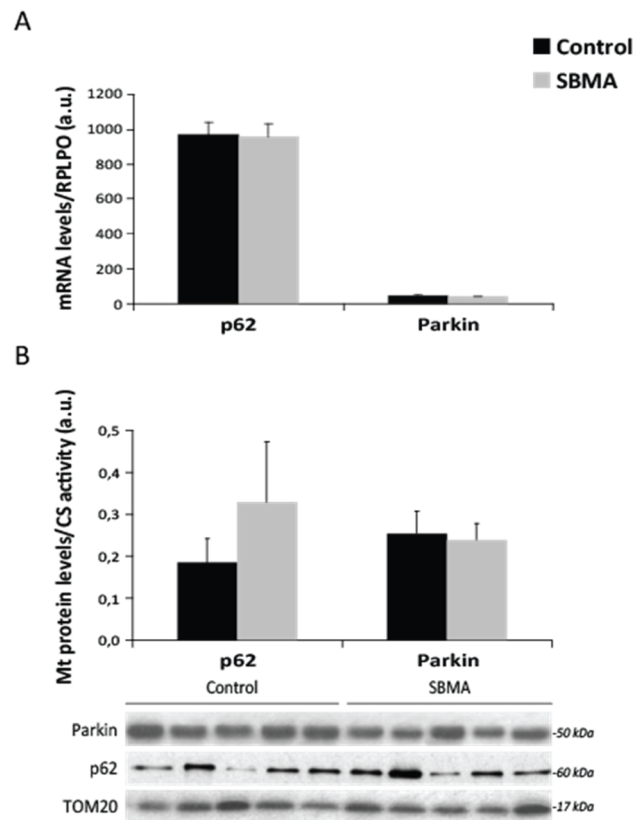 A
Control
SBMA
mRNA levels/RPLPO (a.u.)
1200
1000
800
600
400
200
0
p62
Parkin
B
Mt protein levels/CS activity (a.u.)
0,5
0,4
0,3
0,2
0,1
0,0
p62
Parkin
Control
SBMA
Parkin
-50 kDa
p62
-60 kDa
TOM20
-17 kDa